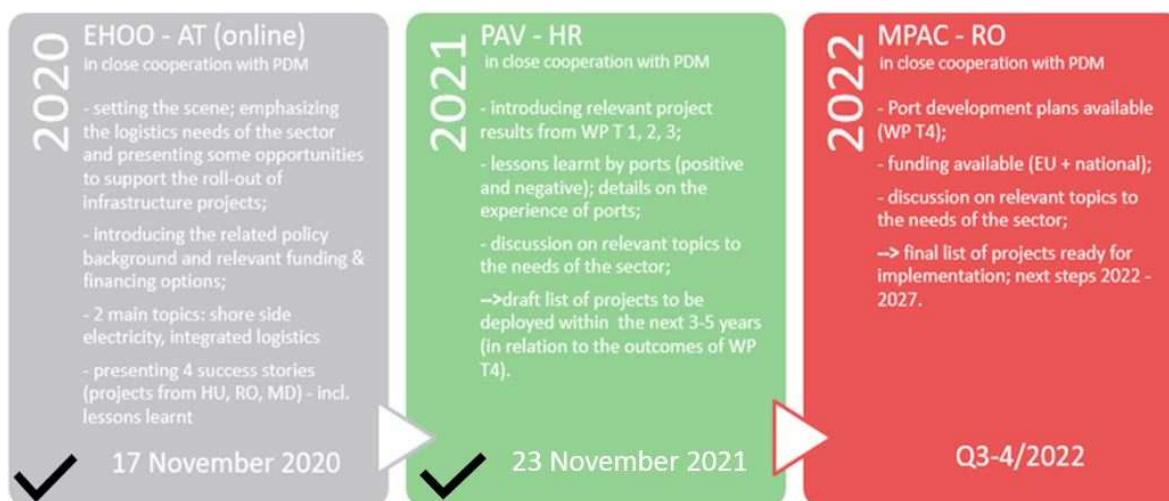 2020
EHOO - AT (online)
in close cooperation with PDM
- setting the scene; emphasizing
the logistics needs of the sector
and presenting some opportunities
to support the roll-out of
infrastructure projects;
- introducing the related policy
background and relevant funding &
financing options;
- 2 main topics: shore side
electricity, integrated logistics
- presenting 4 success stories
(projects from HU, RO, MD) - incl.
lessons learnt
17 November 2020
2021
PAV - HR
in close cooperation with PDM
- introducing relevant project
results from WP T 1, 2, 3;
- lessons learnt by ports (positive
and negative); details on the
experience of ports;
- discussion on relevant topics to
the needs of the sector;
-->draft list of projects to be
deployed within the next 3-5 years
(in relation to the outcomes of WP
T4).
23 November 2021
2022
MPAC - RO
in close cooperation with PDM
- Port development plans available
(WP T4);
- funding available (EU + national);
- discussion on relevant topics to
the needs of the sector;
--> final list of projects ready for
implementation; next steps 2022 -
2027.
Q3-4/2022